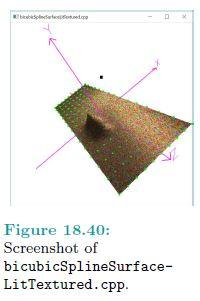 bicubicSplineSurfaceLitTextured.cpp
Y
X
Z
Figure 18.40:
Screenshot of
bicubicSplineSurface-
LitTextured.cpp.